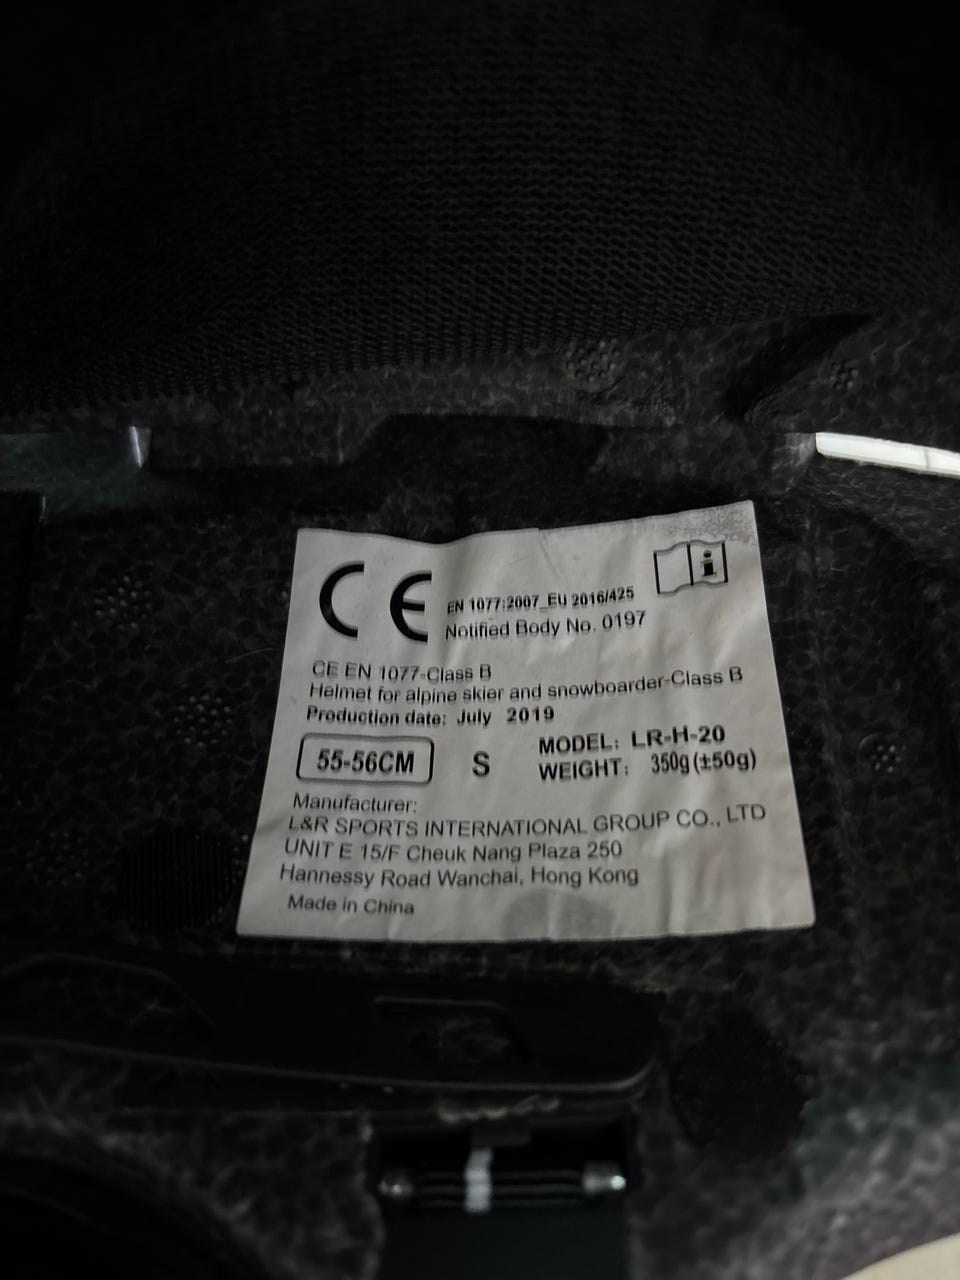 CE
EN 1077:2007_EU 2016/425
Notified Body No. 0197
CE EN 1077-Class B
Helmet for alpine skier and snowboarder-Class B
Production date: July 2019
55-56CM S MODEL: LR-H-20
WEIGHT: 350g(±50g)
Manufacturer:
L&R SPORTS INTERNATIONAL GROUP CO., LTD
UNIT E 15/F Cheuk Nang Plaza 250
Hannessy Road Wanchai, Hong Kong
Made in China